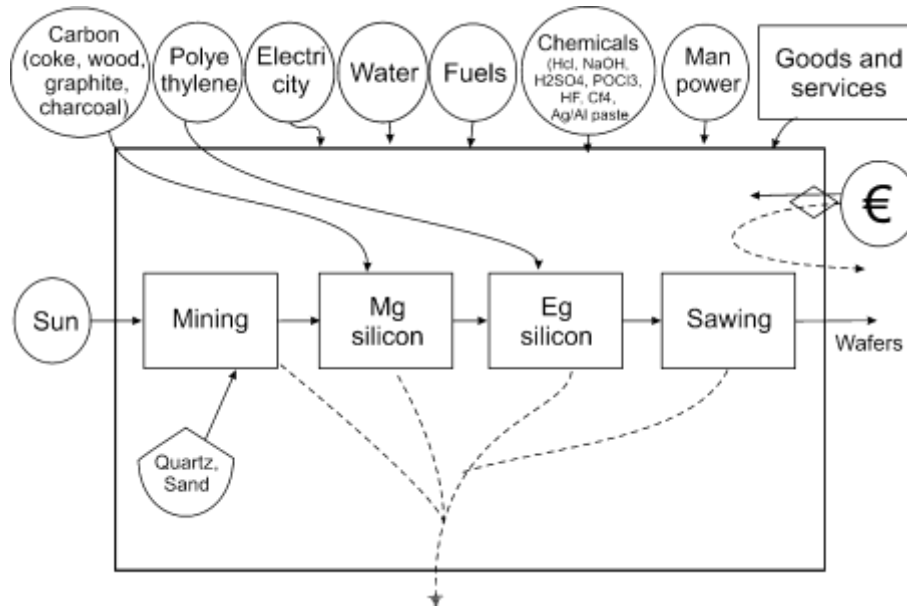 Carbon
(coke, wood,
graphite,
charcoal)
Polye
thylene
Electri
city
Water
Fuels
Chemicals
(Hcl, NaOH,
H2SO4, POCl3,
HF, Cf4,
Ag/Al paste
Man
power
Goods and
services
€
Sun
Mining
Mg
silicon
Eg
silicon
Sawing
Wafers
Quartz,
Sand